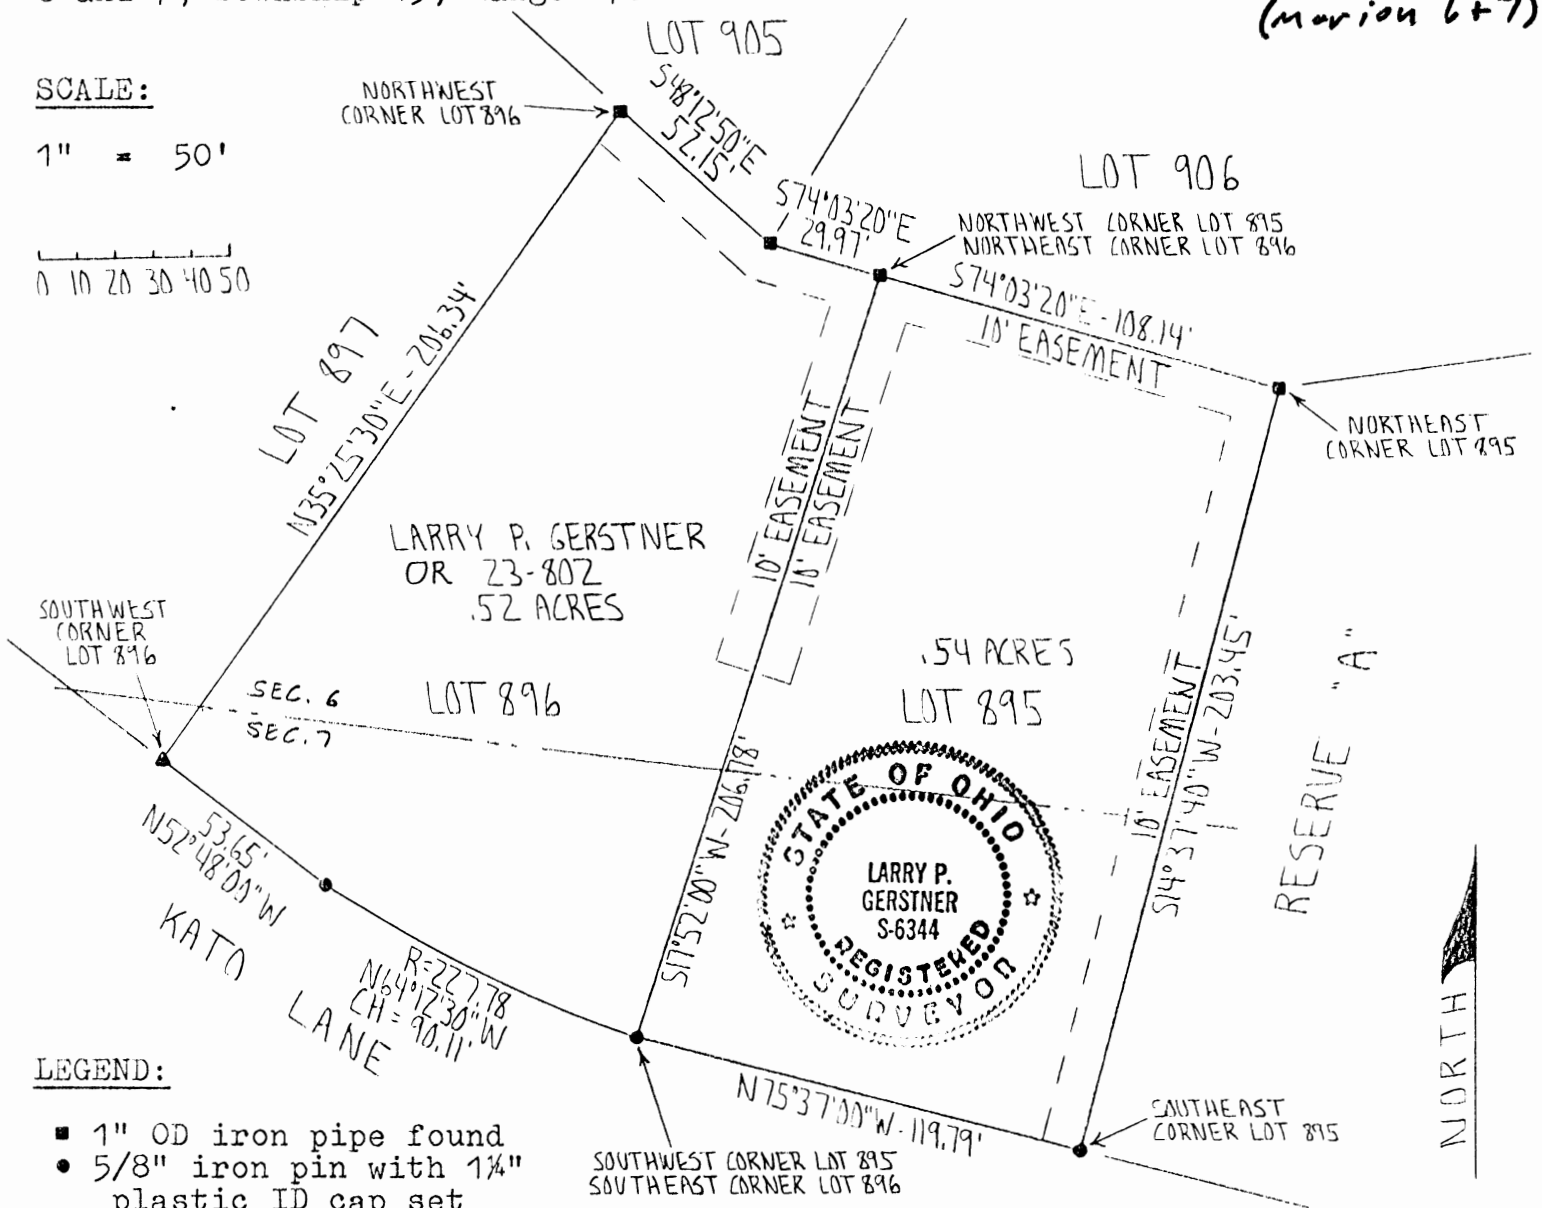 (Marion 6+7)
LOT 905
SCALE:
1" = 50'
0 10 20 30 40 50
NORTHWEST
CORNER LOT 896
S48°12'50"E
52.15'
S74°03'20"E
29.97'
LOT 906
NORTHWEST CORNER LOT 895
NORTHEAST CORNER LOT 896
S74°03'20"E - 108.14'
10' EASEMENT
NORTHEAST
CORNER LOT 895
LOT 897
N35°25'30"E - 206.34'
10' EASEMENT
10' EASEMENT
LARRY P. GERSTNER
OR 23-802
.52 ACRES
SOUTHWEST
CORNER
LOT 896
SEC. 6
SEC. 7
LOT 896
.54 ACRES
LOT 895
10' EASEMENT
S14°37'40"W - 203.45'
RESERVE "A"
S17°52'00"W - 206.78'
STATE OF OHIO
LARRY P.
GERSTNER
S-6344
REGISTERED
SURVEYOR
53.65'
N52°48'00"W
KATO LANE
R=227.78
N64°12'30"W
CH = 90.11'
N75°37'00"W - 119.79'
SOUTHEAST
CORNER LOT 895
SOUTHWEST CORNER LOT 895
SOUTHEAST CORNER LOT 896
NORTH
LEGEND:
■ 1" OD iron pipe found
● 5/8" iron pin with 1¼"
plastic ID cap set